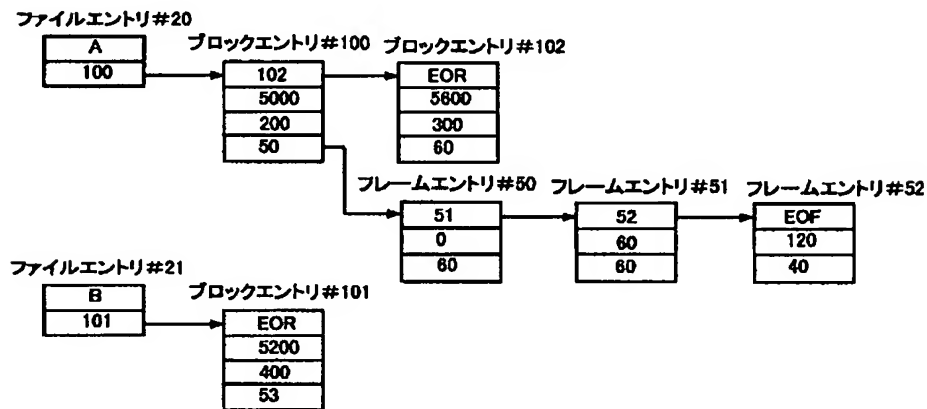 ファイルエントリ#20
A
100
ブロックエントリ#100
102
5000
200
50
ブロックエントリ#102
EOR
5600
300
60
フレームエントリ#50
51
0
60
フレームエントリ#51
52
60
60
フレームエントリ#52
EOF
120
40
ファイルエントリ#21
B
101
ブロックエントリ#101
EOR
5200
400
53